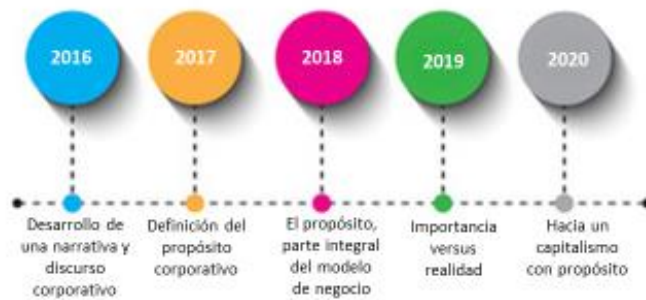 2016
2017
2018
2019
2020
Desarrollo de
una narrativa y
discurso
corporativo
Definición del
propósito
corporativo
El propósito,
parte integral
del modelo
de negocio
Importancia
versus
realidad
Hacia un
capitalismo
con propósito